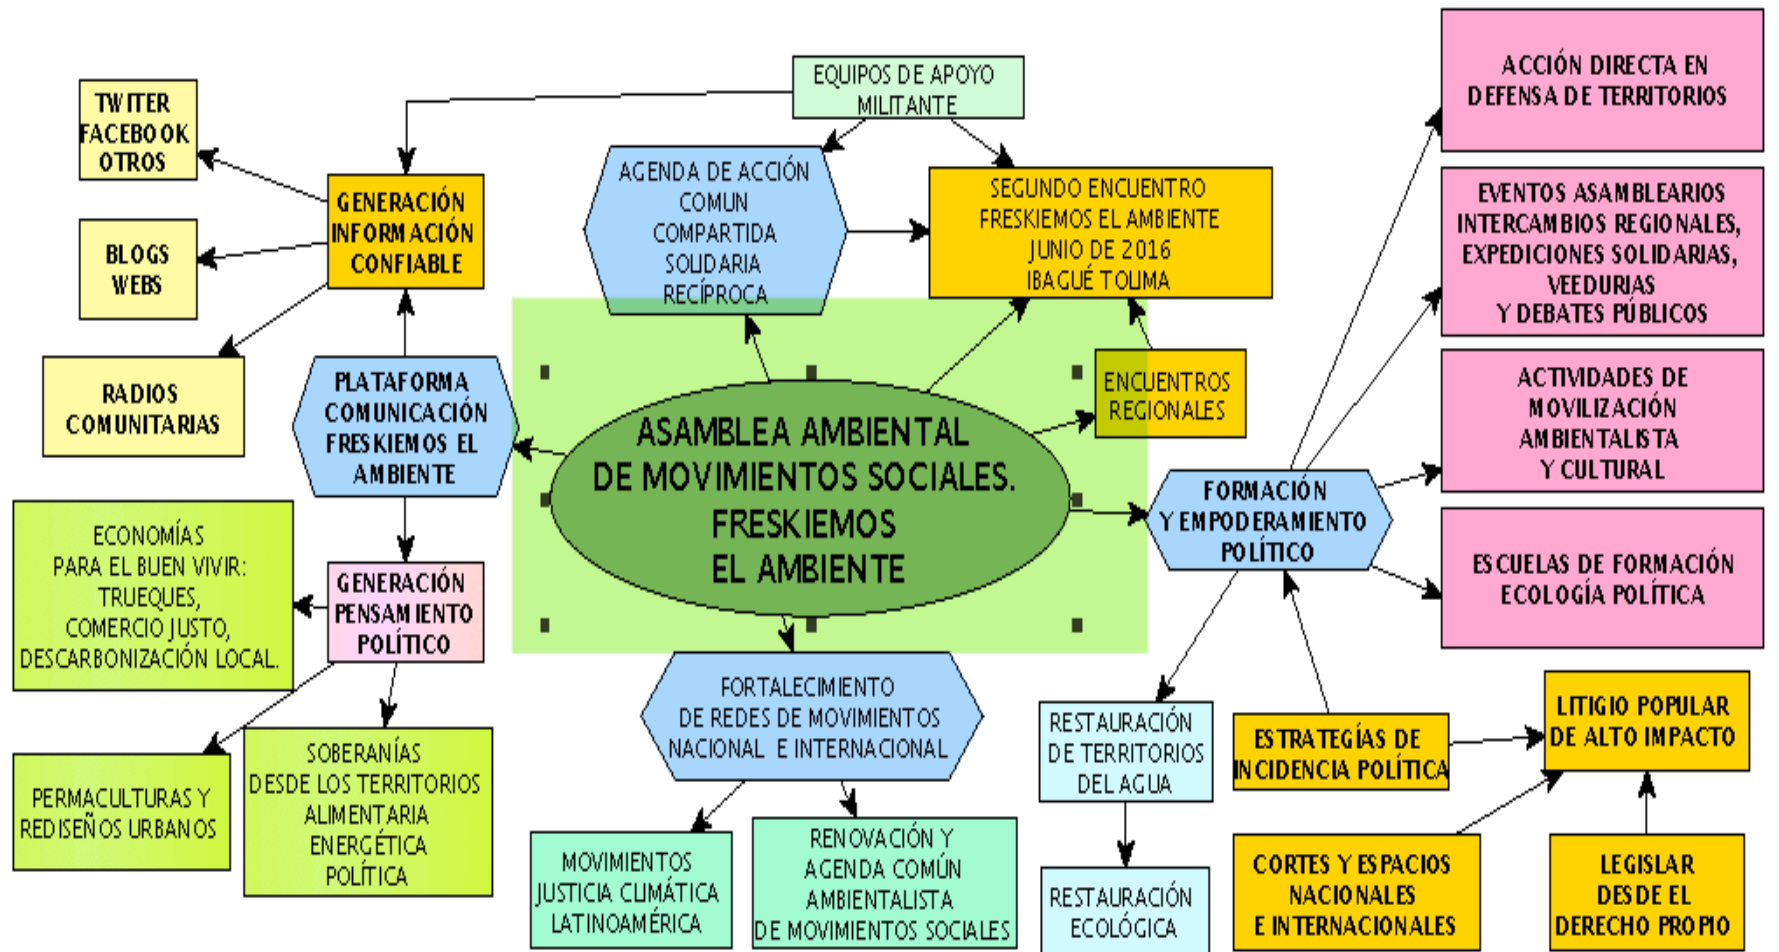 EQUIPOS DE APOYO
MILITANTE
TWITER
FACEBOOK
OTROS
BLOGS
WEBS
RADIOS
COMUNITARIAS
GENERACIÓN
INFORMACIÓN
CONFIABLE
AGENDA DE ACCIÓN
COMUN
COMPARTIDA
SOLIDARIA
RECÍPROCA
SEGUNDO ENCUENTRO
FRESKIEMOS EL AMBIENTE
JUNIO DE 2016
IBAGUÉ TOLIMA
ENCUENTROS
REGIONALES
PLATAFORMA
COMUNICACIÓN
FRESKIEMOS EL
AMBIENTE
ASAMBLEA AMBIENTAL
DE MOVIMIENTOS SOCIALES.
FRESKIEMOS
EL AMBIENTE
FORMACIÓN
Y EMPODERAMIENTO
POLÍTICO
ACCIÓN DIRECTA EN
DEFENSA DE TERRITORIOS
EVENTOS ASAMBLEARIOS
INTERCAMBIOS REGIONALES,
EXPEDICIONES SOLIDARIAS,
VEEDURIAS
Y DEBATES PÚBLICOS
ACTIVIDADES DE
MOVILIZACIÓN
AMBIENTALISTA
Y CULTURAL
ESCUELAS DE FORMACIÓN
ECOLOGÍA POLÍTICA
ECONOMÍAS
PARA EL BUEN VIVIR:
TRUEQUES,
COMERCIO JUSTO,
DESCARBONIZACIÓN LOCAL.
GENERACIÓN
PENSAMIENTO
POLÍTICO
PERMACULTURAS Y
REDISEÑOS URBANOS
SOBERANÍAS
DESDE LOS TERRITORIOS
ALIMENTARIA
ENERGÉTICA
POLÍTICA
FORTALECIMIENTO
DE REDES DE MOVIMIENTOS
NACIONAL E INTERNACIONAL
MOVIMIENTOS
JUSTICIA CLIMÁTICA
LATINOAMÉRICA
RENOVACIÓN Y
AGENDA COMÚN
AMBIENTALISTA
DE MOVIMIENTOS SOCIALES
RESTAURACIÓN
DE TERRITORIOS
DEL AGUA
RESTAURACIÓN
ECOLÓGICA
ESTRATEGÍAS DE
INCIDENCIA POLÍTICA
LITIGIO POPULAR
DE ALTO IMPACTO
CORTES Y ESPACIOS
NACIONALES
E INTERNACIONALES
LEGISLAR
DESDE EL
DERECHO PROPIO